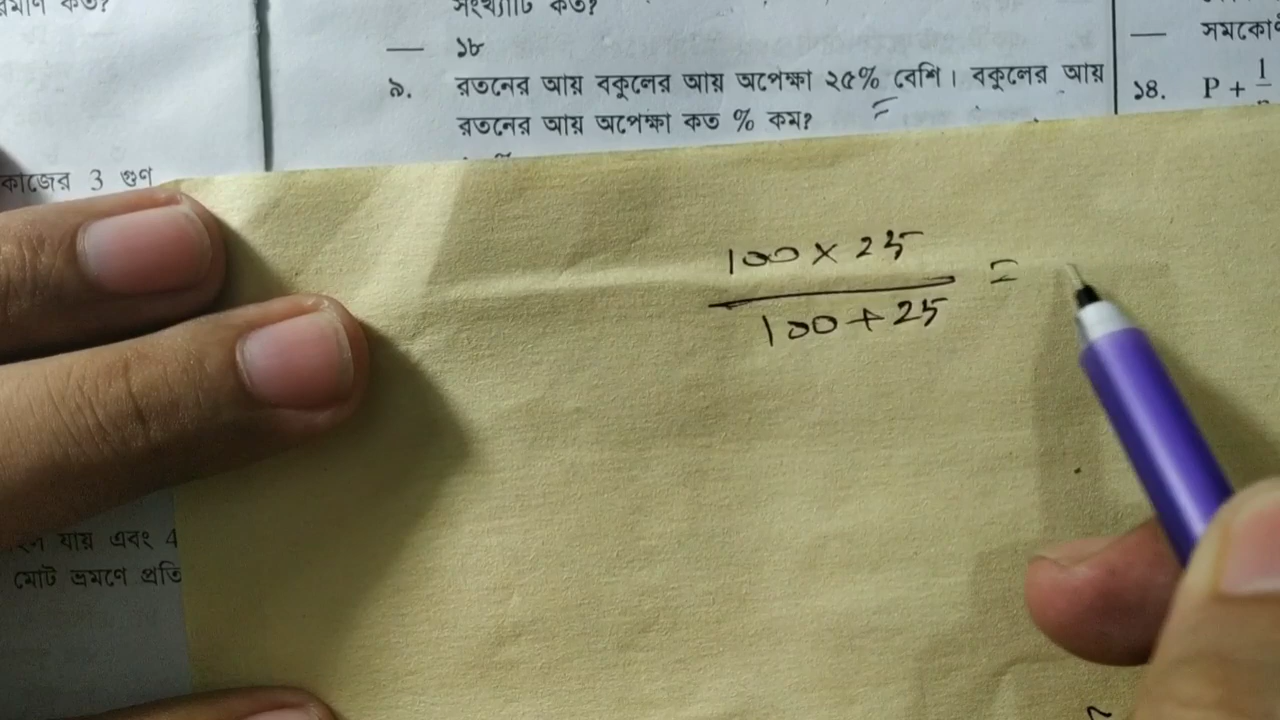 সংখ্যাটি কত?
— ১৮
৯. রতনের আয় বকুলের আয় অপেক্ষা ২৫% বেশি। বকুলের আয়
রতনের আয় অপেক্ষা কত % কম?
— সমকোণ
১৪. P + 1
কাজের 3 গুণ
100 × 25
100 + 25
=
যায় এবং 4
মোট ভ্রমণে প্রতি